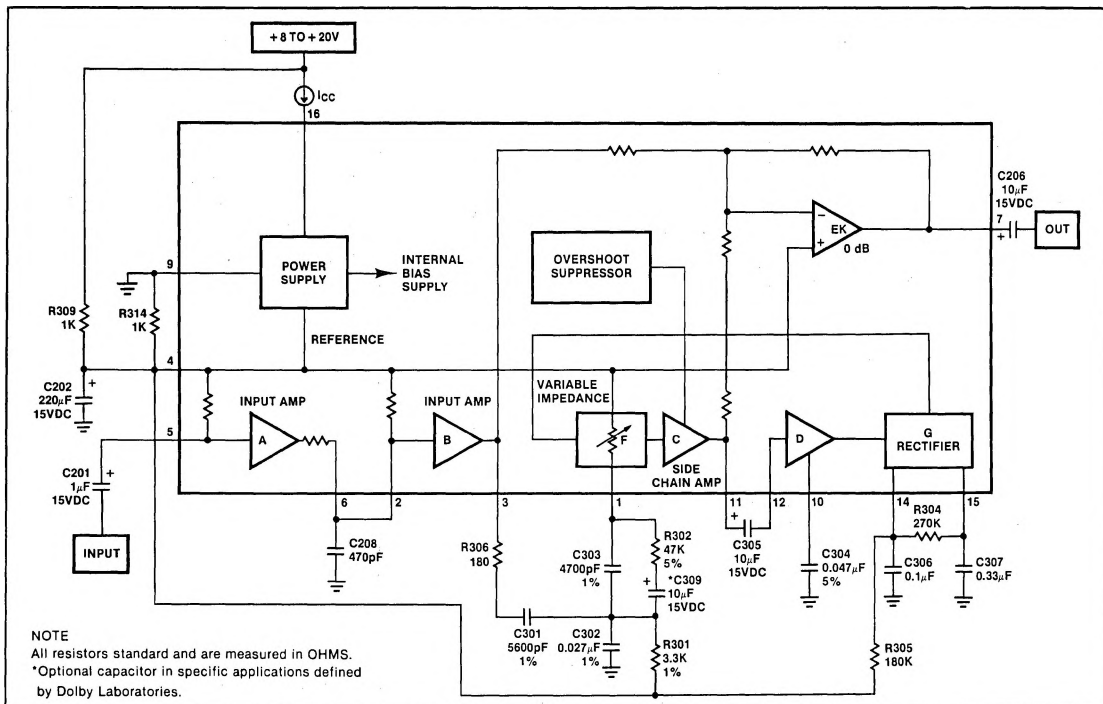 +8 TO +20V
ICC
16
C206
10µF
15VDC
7
+
OUT
−
EK
+
0 dB
9
POWER
SUPPLY
INTERNAL
BIAS
SUPPLY
OVERSHOOT
SUPPRESSOR
R309
1K
R314
1K
REFERENCE
4
C202
220µF
15VDC
+
INPUT AMP
A
INPUT AMP
B
VARIABLE
IMPEDANCE
F
C
SIDE
CHAIN AMP
D
G
RECTIFIER
5
C201
1µF
15VDC
+
INPUT
6
2
3
1
11
12
10
14
15
C208
470pF
R306
180
C303
4700pF
1%
R302
47K
5%
+
*C309
10µF
15VDC
+
C305
10µF
15VDC
C304
0.047µF
5%
R304
270K
C306
0.1µF
C307
0.33µF
C301
5600pF
1%
C302
0.027µF
1%
R301
3.3K
1%
R305
180K
NOTE
All resistors standard and are measured in OHMS.
*Optional capacitor in specific applications defined
by Dolby Laboratories.